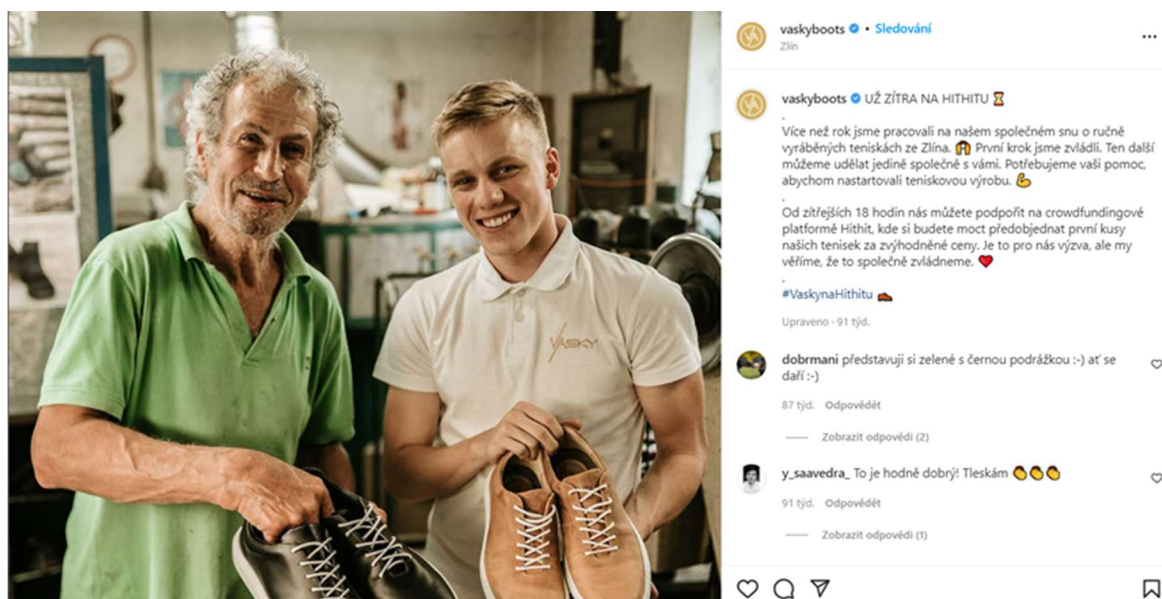 VASKY
vaskyboots • Sledování
Zlín
vaskyboots UŽ ZÍTRA NA HITHITU ⏳
.
Více než rok jsme pracovali na našem společném snu o ručně
vyráběných teniskách ze Zlína. 🙌 První krok jsme zvládli. Ten další
můžeme udělat jedině společně s vámi. Potřebujeme vaši pomoc,
abychom nastartovali teniskovou výrobu. 💪
.
Od zítřejších 18 hodin nás můžete podpořit na crowdfundingové
platformě Hithit, kde si budete moct předobjednat první kusy
našich tenisek za zvýhodněné ceny. Je to pro nás výzva, ale my
věříme, že to společně zvládneme. ❤️
.
#VaskynaHithitu 👞
Upraveno · 91 týd.
dobrmani představuji si zelené s černou podrážkou :-) ať se
daří :-)
87 týd. Odpovědět
Zobrazit odpovědi (2)
y_saavedra_ To je hodně dobrý! Tleskám 👏👏👏
91 týd. Odpovědět
Zobrazit odpovědi (1)